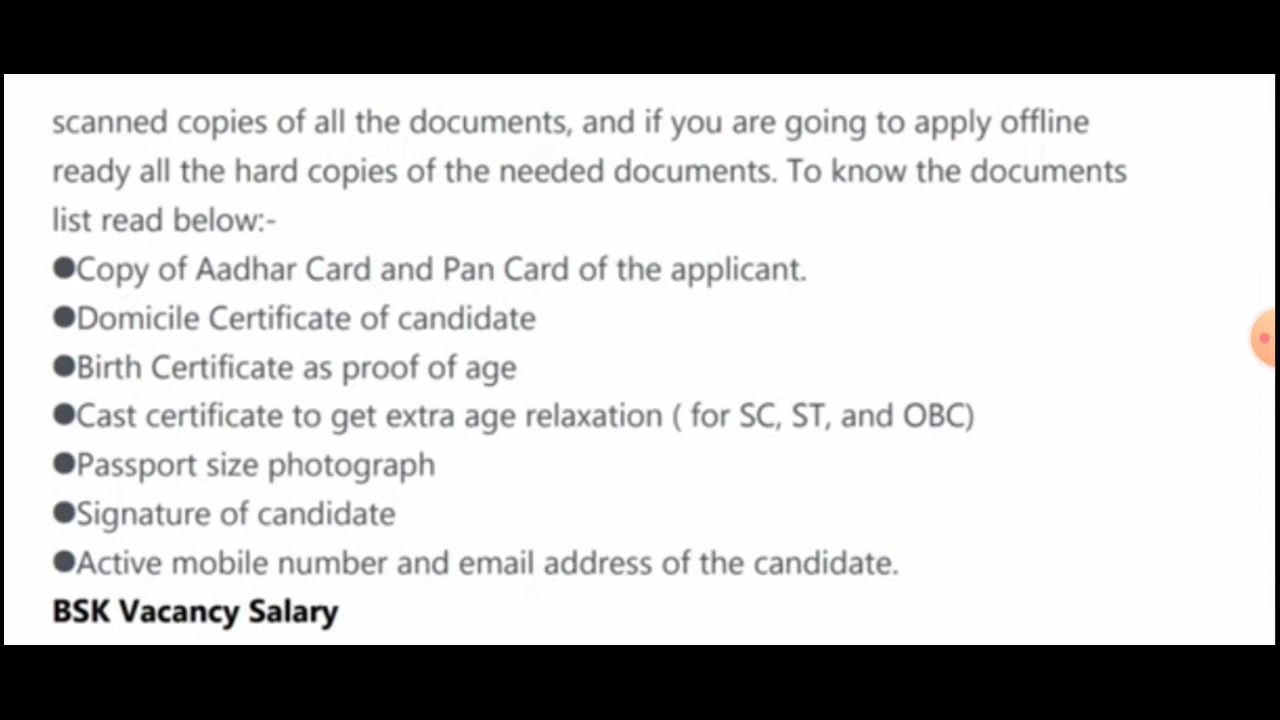 scanned copies of all the documents, and if you are going to apply offline
ready all the hard copies of the needed documents. To know the documents
list read below:-
●Copy of Aadhar Card and Pan Card of the applicant.
●Domicile Certificate of candidate
●Birth Certificate as proof of age
●Cast certificate to get extra age relaxation ( for SC, ST, and OBC)
●Passport size photograph
●Signature of candidate
●Active mobile number and email address of the candidate.
BSK Vacancy Salary